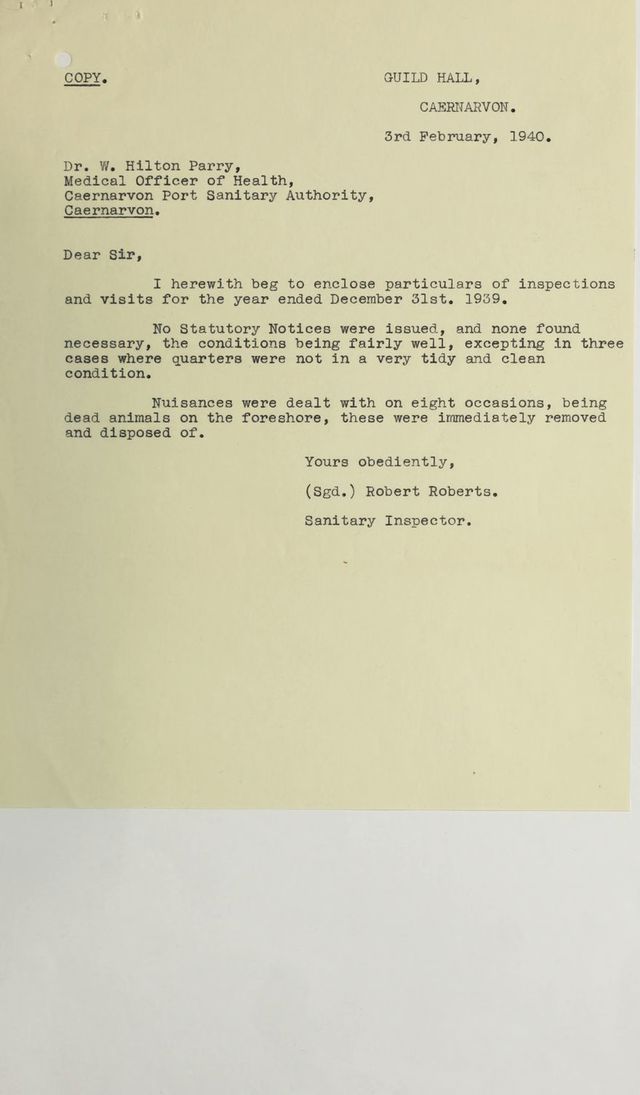 COPY.
GUILD HALL,
CAERNARVON.
3rd February, 1940.
Dr. W. Hilton Parry,
Medical Officer of Health,
Caernarvon Port Sanitary Authority,
Caernarvon.
Dear Sir,
I herewith beg to enclose particulars of inspections
and visits for the year ended December 31st. 1939.
No Statutory Notices were issued, and none found
necessary, the conditions being fairly well, excepting in three
cases where quarters were not in a very tidy and clean
condition.
Nuisances were dealt with on eight occasions, being
dead animals on the foreshore, these were immediately removed
and disposed of.
Yours obediently,
(Sgd.) Robert Roberts.
Sanitary Inspector.